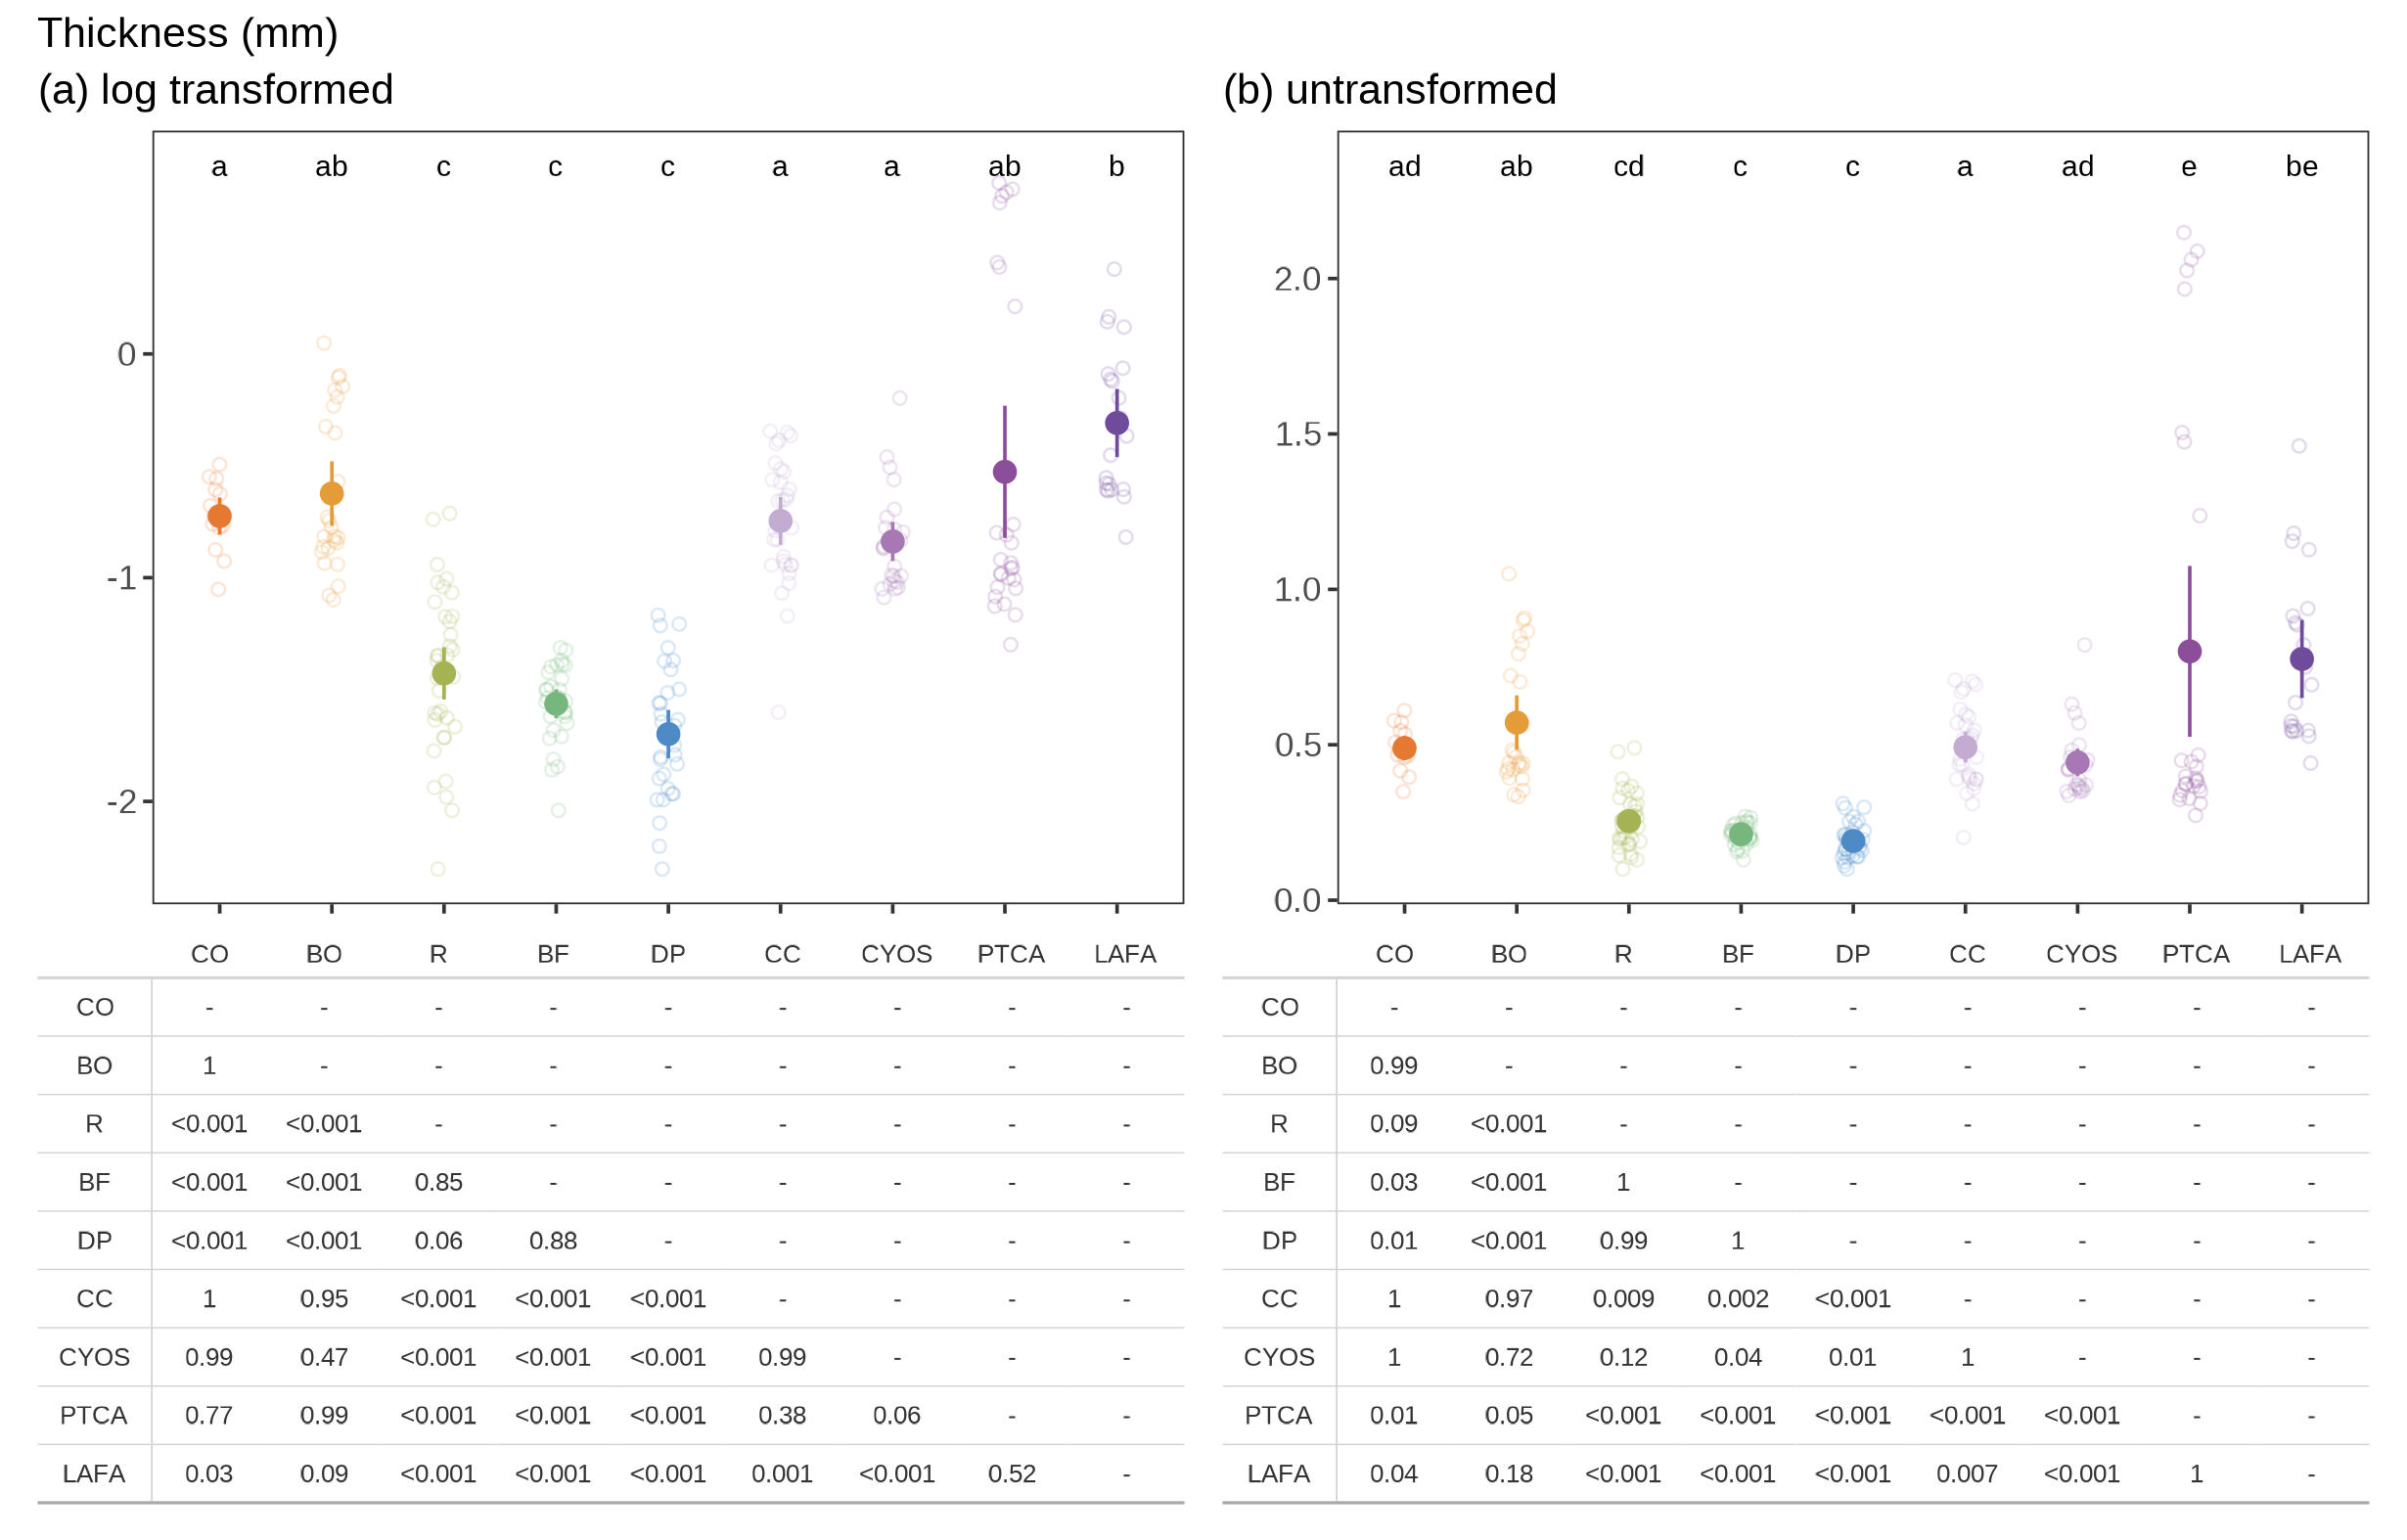 Thickness (mm)
(a) log transformed
a ab c c c a a ab b
0
-1
-2
CO BO R BF DP CC CYOS PTCA LAFA
CO - - - - - - - - -
BO 1 - - - - - - - -
R <0.001 <0.001 - - - - - - -
BF <0.001 <0.001 0.85 - - - - - -
DP <0.001 <0.001 0.06 0.88 - - - - -
CC 1 0.95 <0.001 <0.001 <0.001 - - - -
CYOS 0.99 0.47 <0.001 <0.001 <0.001 0.99 - - -
PTCA 0.77 0.99 <0.001 <0.001 <0.001 0.38 0.06 - -
LAFA 0.03 0.09 <0.001 <0.001 <0.001 0.001 <0.001 0.52 -
(b) untransformed
ad ab cd c c a ad e be
2.0
1.5
1.0
0.5
0.0
CO BO R BF DP CC CYOS PTCA LAFA
CO - - - - - - - - -
BO 0.99 - - - - - - - -
R 0.09 <0.001 - - - - - - -
BF 0.03 <0.001 1 - - - - - -
DP 0.01 <0.001 0.99 1 - - - - -
CC 1 0.97 0.009 0.002 <0.001 - - - -
CYOS 1 0.72 0.12 0.04 0.01 1 - - -
PTCA 0.01 0.05 <0.001 <0.001 <0.001 <0.001 <0.001 - -
LAFA 0.04 0.18 <0.001 <0.001 <0.001 0.007 <0.001 1 -